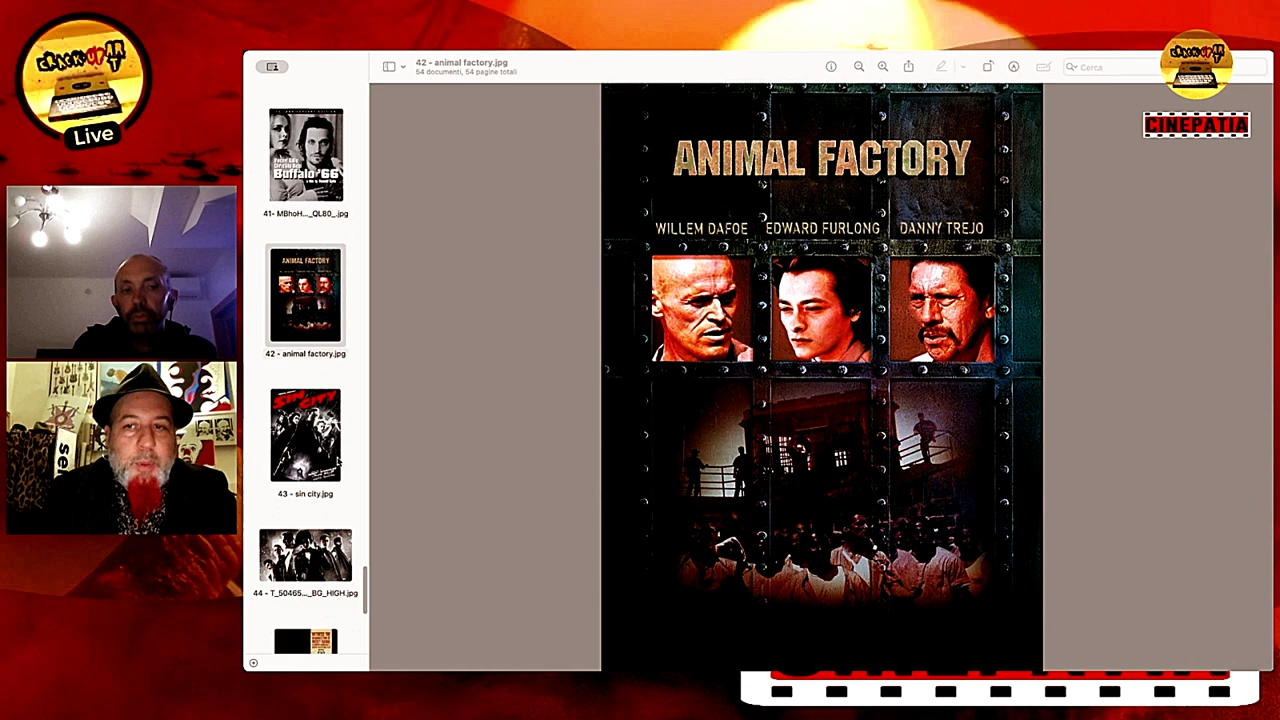 CRACK UP ART
Live
42 - animal factory.jpg
54 documenti, 54 pagine totali
Cerca
CRACK UP ART
CINEPATIA
Buffalo '66
41- MBhoH..._QL80_.jpg
ANIMAL FACTORY
42 - animal factory.jpg
SIN CITY
43 - sin city.jpg
44 - T_50465..._BG_HIGH.jpg
ANIMAL FACTORY
WILLEM DAFOE EDWARD FURLONG DANNY TREJO